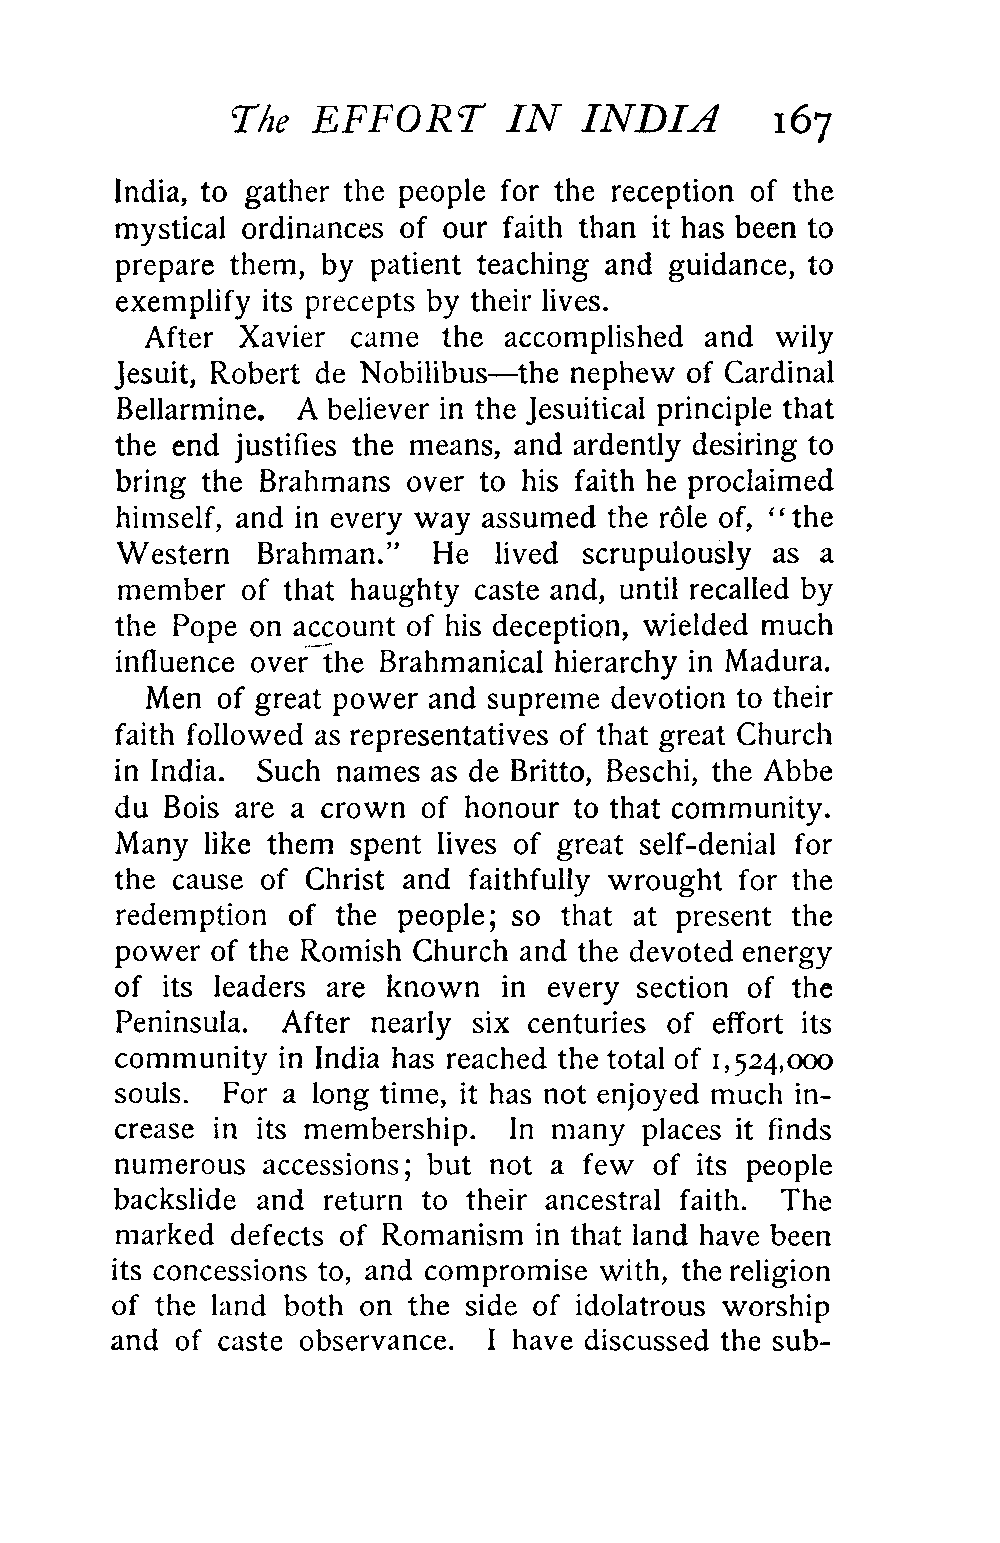 The EFFORT IN INDIA 167
India, to gather the people for the reception of the
mystical ordinances of our faith than it has been to
prepare them, by patient teaching and guidance, to
exemplify its precepts by their lives.
After Xavier came the accomplished and wily
Jesuit, Robert de Nobilibus—the nephew of Cardinal
Bellarmine. A believer in the Jesuitical principle that
the end justifies the means, and ardently desiring to
bring the Brahmans over to his faith he proclaimed
himself, and in every way assumed the rôle of, “the
Western Brahman.” He lived scrupulously as a
member of that haughty caste and, until recalled by
the Pope on account of his deception, wielded much
influence over the Brahmanical hierarchy in Madura.
Men of great power and supreme devotion to their
faith followed as representatives of that great Church
in India. Such names as de Britto, Beschi, the Abbe
du Bois are a crown of honour to that community.
Many like them spent lives of great self-denial for
the cause of Christ and faithfully wrought for the
redemption of the people; so that at present the
power of the Romish Church and the devoted energy
of its leaders are known in every section of the
Peninsula. After nearly six centuries of effort its
community in India has reached the total of 1,524,000
souls. For a long time, it has not enjoyed much in-
crease in its membership. In many places it finds
numerous accessions; but not a few of its people
backslide and return to their ancestral faith. The
marked defects of Romanism in that land have been
its concessions to, and compromise with, the religion
of the land both on the side of idolatrous worship
and of caste observance. I have discussed the sub-